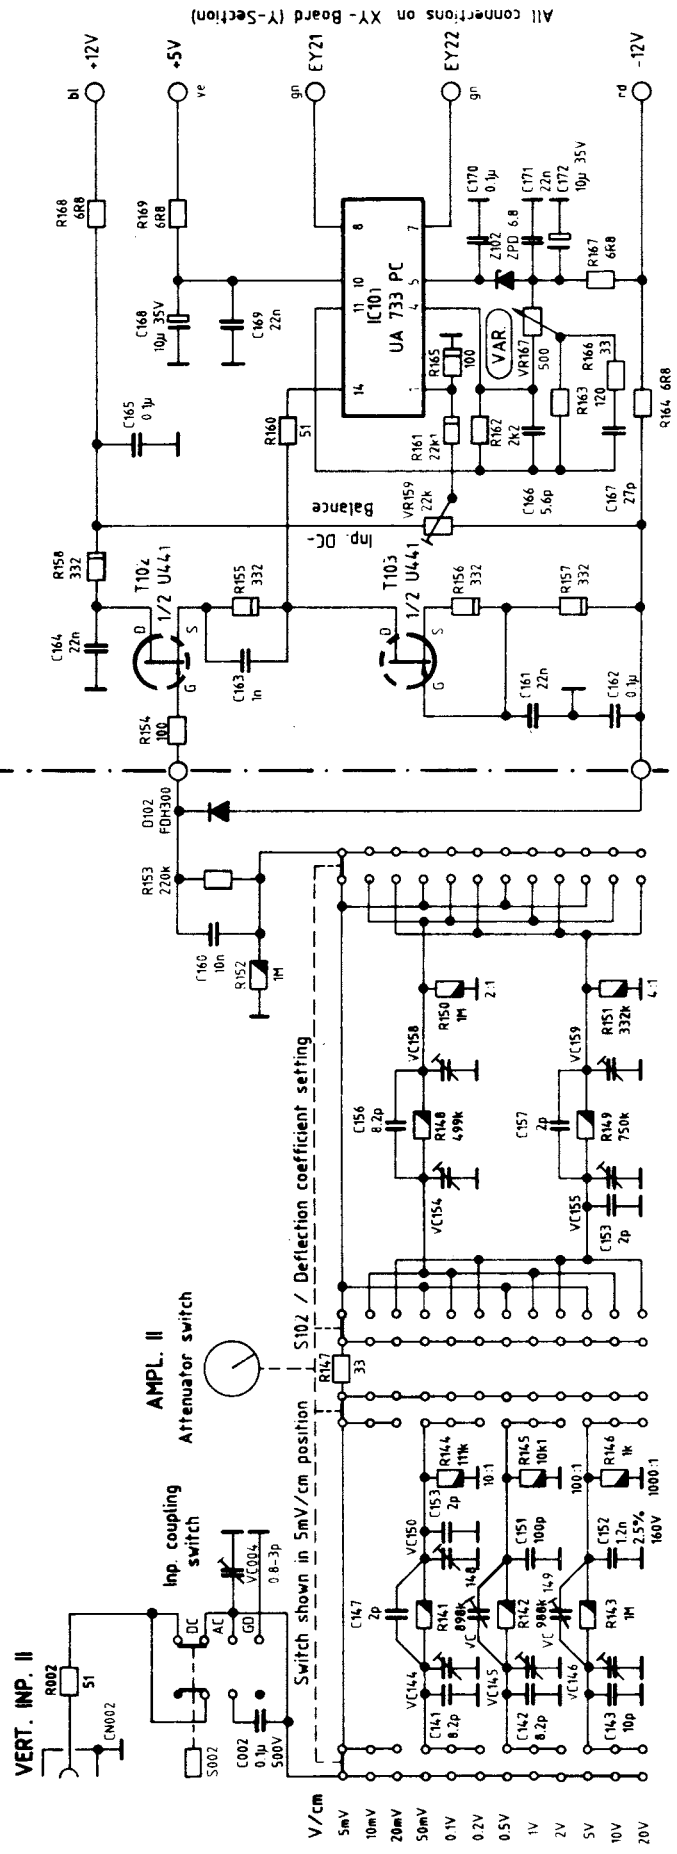 All connections on XY - Board (Y-Section)
bl
+12V
+5V
ve
EY21
gn
EY22
gn
-12V
rd
R168
6R8
R169
6R8
C168
10µ 35V
C169
22n
C165
0.1µ
8
7
10
11
5
4
14
1
IC101
UA 733 PC
C170
0.1µ
Z102
ZPD 6.8
C171
22n
C172
10µ 35V
R167
6R8
VAR.
VR167
500
R165
100
R166
33
R163
120
R164 6R8
R160
51
R161
22k1
R162
2k2
C166
5.6p
C167
27p
Inp. DC-
Balance
VR159
22k
R158
332
C164
22n
T104
1/2 U441
D
S
G
R155
332
C163
1n
T103
1/2 U441
D
S
G
R156
332
R157
332
C161
22n
C162
0.1µ
R154
100
D102
FDH300
R153
220k
C160
10n
R152
1M
S102 / Deflection coefficient setting
R150
1M
2:1
VC158
C156
8.2p
R148
499k
VC154
R151
332k
4:1
VC159
C157
2p
R149
750k
VC155
C153
2p
AMPL. II
Attenuator switch
R147
33
Switch shown in 5mV/cm position
R144
111k
10:1
C153
2p
VC150
C147
2p
R141
898k
148
VC144
C141
8.2p
R145
10k1
100:1
C151
100p
R142
988k
VC
149
VC145
C142
8.2p
R146
1k
1000:1
C152
1.2n
2.5%
160V
R143
1M
VC
VC146
C143
10p
VERT. INP. II
R002
51
CN002
Inp. coupling
switch
DC
AC
GD
S002
VC004
0.8-3p
C002
0.1µ
500V
V/cm
5mV
10mV
20mV
50mV
0.1V
0.2V
0.5V
1V
2V
5V
10V
20V